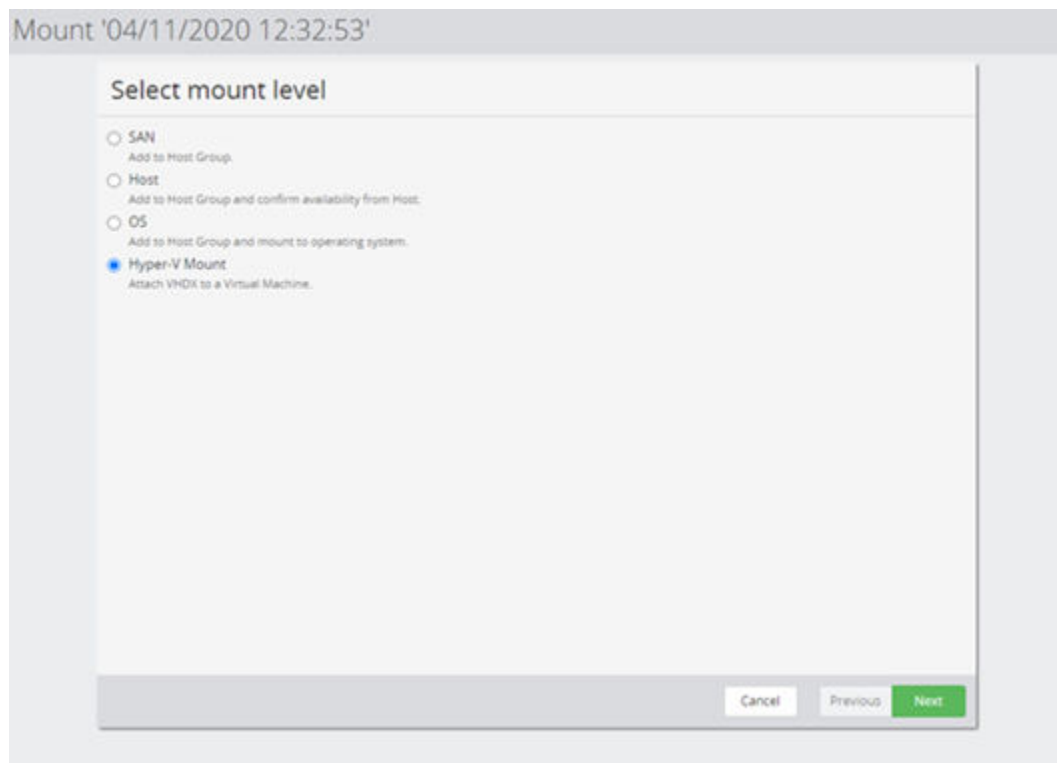 Mount '04/11/2020 12:32:53'
Select mount level
SAN
Add to Host Group.
Host
Add to Host Group and confirm availability from Host.
OS
Add to Host Group and mount to operating system.
Hyper-V Mount
Attach VHDX to a Virtual Machine.
Cancel Previous Next